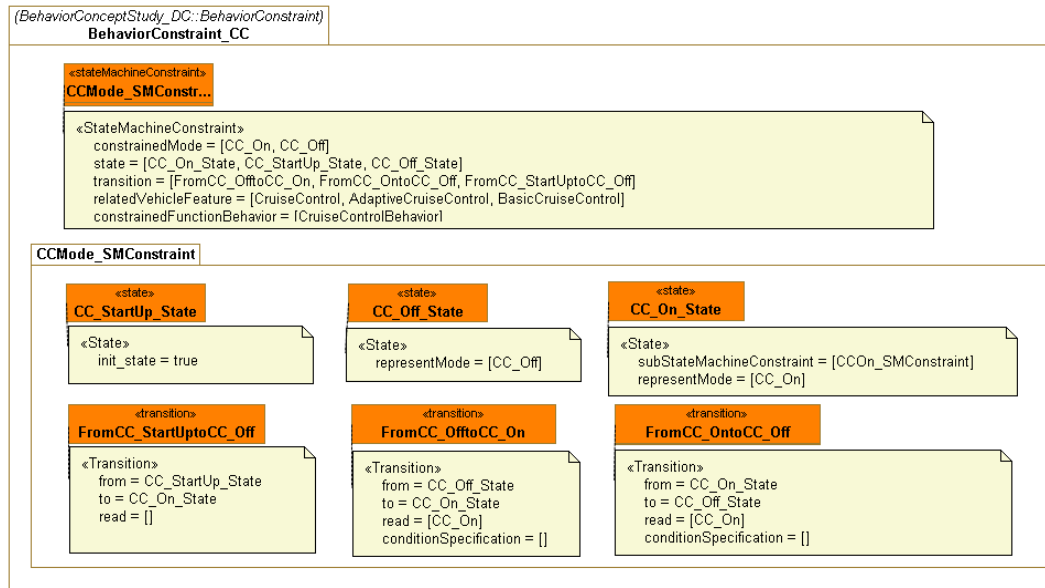 (BehaviorConceptStudy_DC::BehaviorConstraint)
BehaviorConstraint_CC
«stateMachineConstraint»
CCMode_SMConstr...
«StateMachineConstraint»
constrainedMode = [CC_On, CC_Off]
state = [CC_On_State, CC_StartUp_State, CC_Off_State]
transition = [FromCC_OfftoCC_On, FromCC_OntoCC_Off, FromCC_StartUptoCC_Off]
relatedVehicleFeature = [CruiseControl, AdaptiveCruiseControl, BasicCruiseControl]
constrainedFunctionBehavior = [CruiseControlBehavior]
CCMode_SMConstraint
«state»
CC_StartUp_State
«State»
init_state = true
«state»
CC_Off_State
«State»
representMode = [CC_Off]
«state»
CC_On_State
«State»
subStateMachineConstraint = [CCOn_SMConstraint]
representMode = [CC_On]
«transition»
FromCC_StartUptoCC_Off
«Transition»
from = CC_StartUp_State
to = CC_On_State
read = []
«transition»
FromCC_OfftoCC_On
«Transition»
from = CC_Off_State
to = CC_On_State
read = [CC_On]
conditionSpecification = []
«transition»
FromCC_OntoCC_Off
«Transition»
from = CC_On_State
to = CC_Off_State
read = [CC_On]
conditionSpecification = []